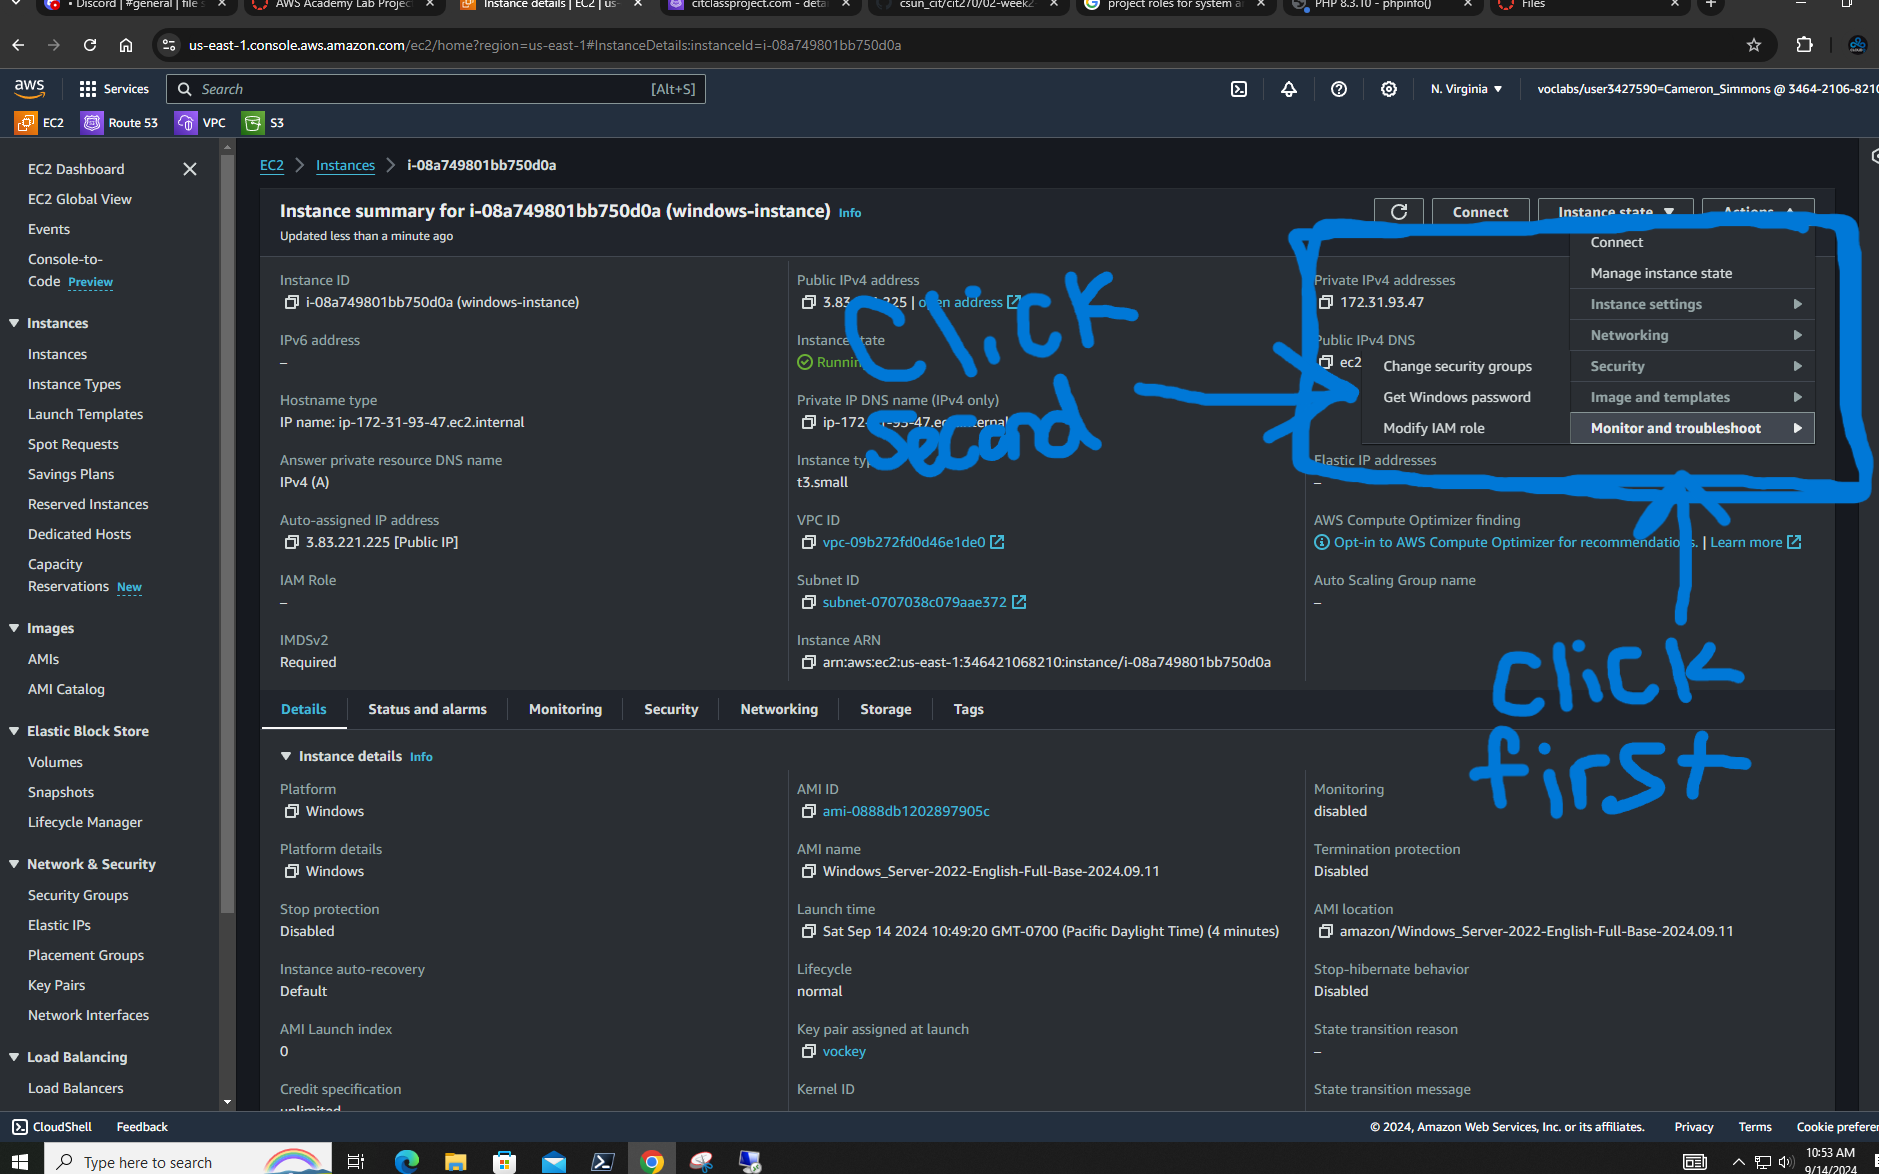 Discord | #general | file s
AWS Academy Lab Project
Instance details | EC2 | us-
citclassproject.com - detai
csun_cit/cit270/02-week2
project roles for system a
PHP 8.3.10 - phpinfo()
Files
us-east-1.console.aws.amazon.com/ec2/home?region=us-east-1#InstanceDetails:instanceId=i-08a749801bb750d0a
aws
Services
Search
[Alt+S]
N. Virginia
voclabs/user3427590=Cameron_Simmons @ 3464-2106-8210
EC2
Route 53
VPC
S3
EC2 Dashboard
EC2 Global View
Events
Console-to-
Code Preview
Instances
Instances
Instance Types
Launch Templates
Spot Requests
Savings Plans
Reserved Instances
Dedicated Hosts
Capacity
Reservations New
Images
AMIs
AMI Catalog
Elastic Block Store
Volumes
Snapshots
Lifecycle Manager
Network & Security
Security Groups
Elastic IPs
Placement Groups
Key Pairs
Network Interfaces
Load Balancing
Load Balancers
EC2 > Instances > i-08a749801bb750d0a
Instance summary for i-08a749801bb750d0a (windows-instance) Info
Updated less than a minute ago
Connect
Instance state
Actions
Connect
Manage instance state
Instance settings
Networking
Security
Image and templates
Monitor and troubleshoot
Change security groups
Get Windows password
Modify IAM role
Click
second
click
first
Instance ID
i-08a749801bb750d0a (windows-instance)
IPv6 address
–
Hostname type
IP name: ip-172-31-93-47.ec2.internal
Answer private resource DNS name
IPv4 (A)
Auto-assigned IP address
3.83.221.225 [Public IP]
IAM Role
–
IMDSv2
Required
Public IPv4 address
3.83 225 | open address
Instance state
Running
Private IP DNS name (IPv4 only)
ip-172-31-93-47.ec2.internal
Instance type
t3.small
VPC ID
vpc-09b272fd0d46e1de0
Subnet ID
subnet-0707038c079aae372
Instance ARN
arn:aws:ec2:us-east-1:346421068210:instance/i-08a749801bb750d0a
Private IPv4 addresses
172.31.93.47
Public IPv4 DNS
ec2
Elastic IP addresses
–
AWS Compute Optimizer finding
Opt-in to AWS Compute Optimizer for recommendations. | Learn more
Auto Scaling Group name
–
Details
Status and alarms
Monitoring
Security
Networking
Storage
Tags
Instance details Info
Platform
Windows
Platform details
Windows
Stop protection
Disabled
Instance auto-recovery
Default
AMI Launch index
0
Credit specification
unlimited
AMI ID
ami-0888db1202897905c
AMI name
Windows_Server-2022-English-Full-Base-2024.09.11
Launch time
Sat Sep 14 2024 10:49:20 GMT-0700 (Pacific Daylight Time) (4 minutes)
Lifecycle
normal
Key pair assigned at launch
vockey
Kernel ID
Monitoring
disabled
Termination protection
Disabled
AMI location
amazon/Windows_Server-2022-English-Full-Base-2024.09.11
Stop-hibernate behavior
Disabled
State transition reason
–
State transition message
CloudShell
Feedback
© 2024, Amazon Web Services, Inc. or its affiliates.
Privacy
Terms
Cookie prefere
Type here to search
10:53 AM
9/14/2024